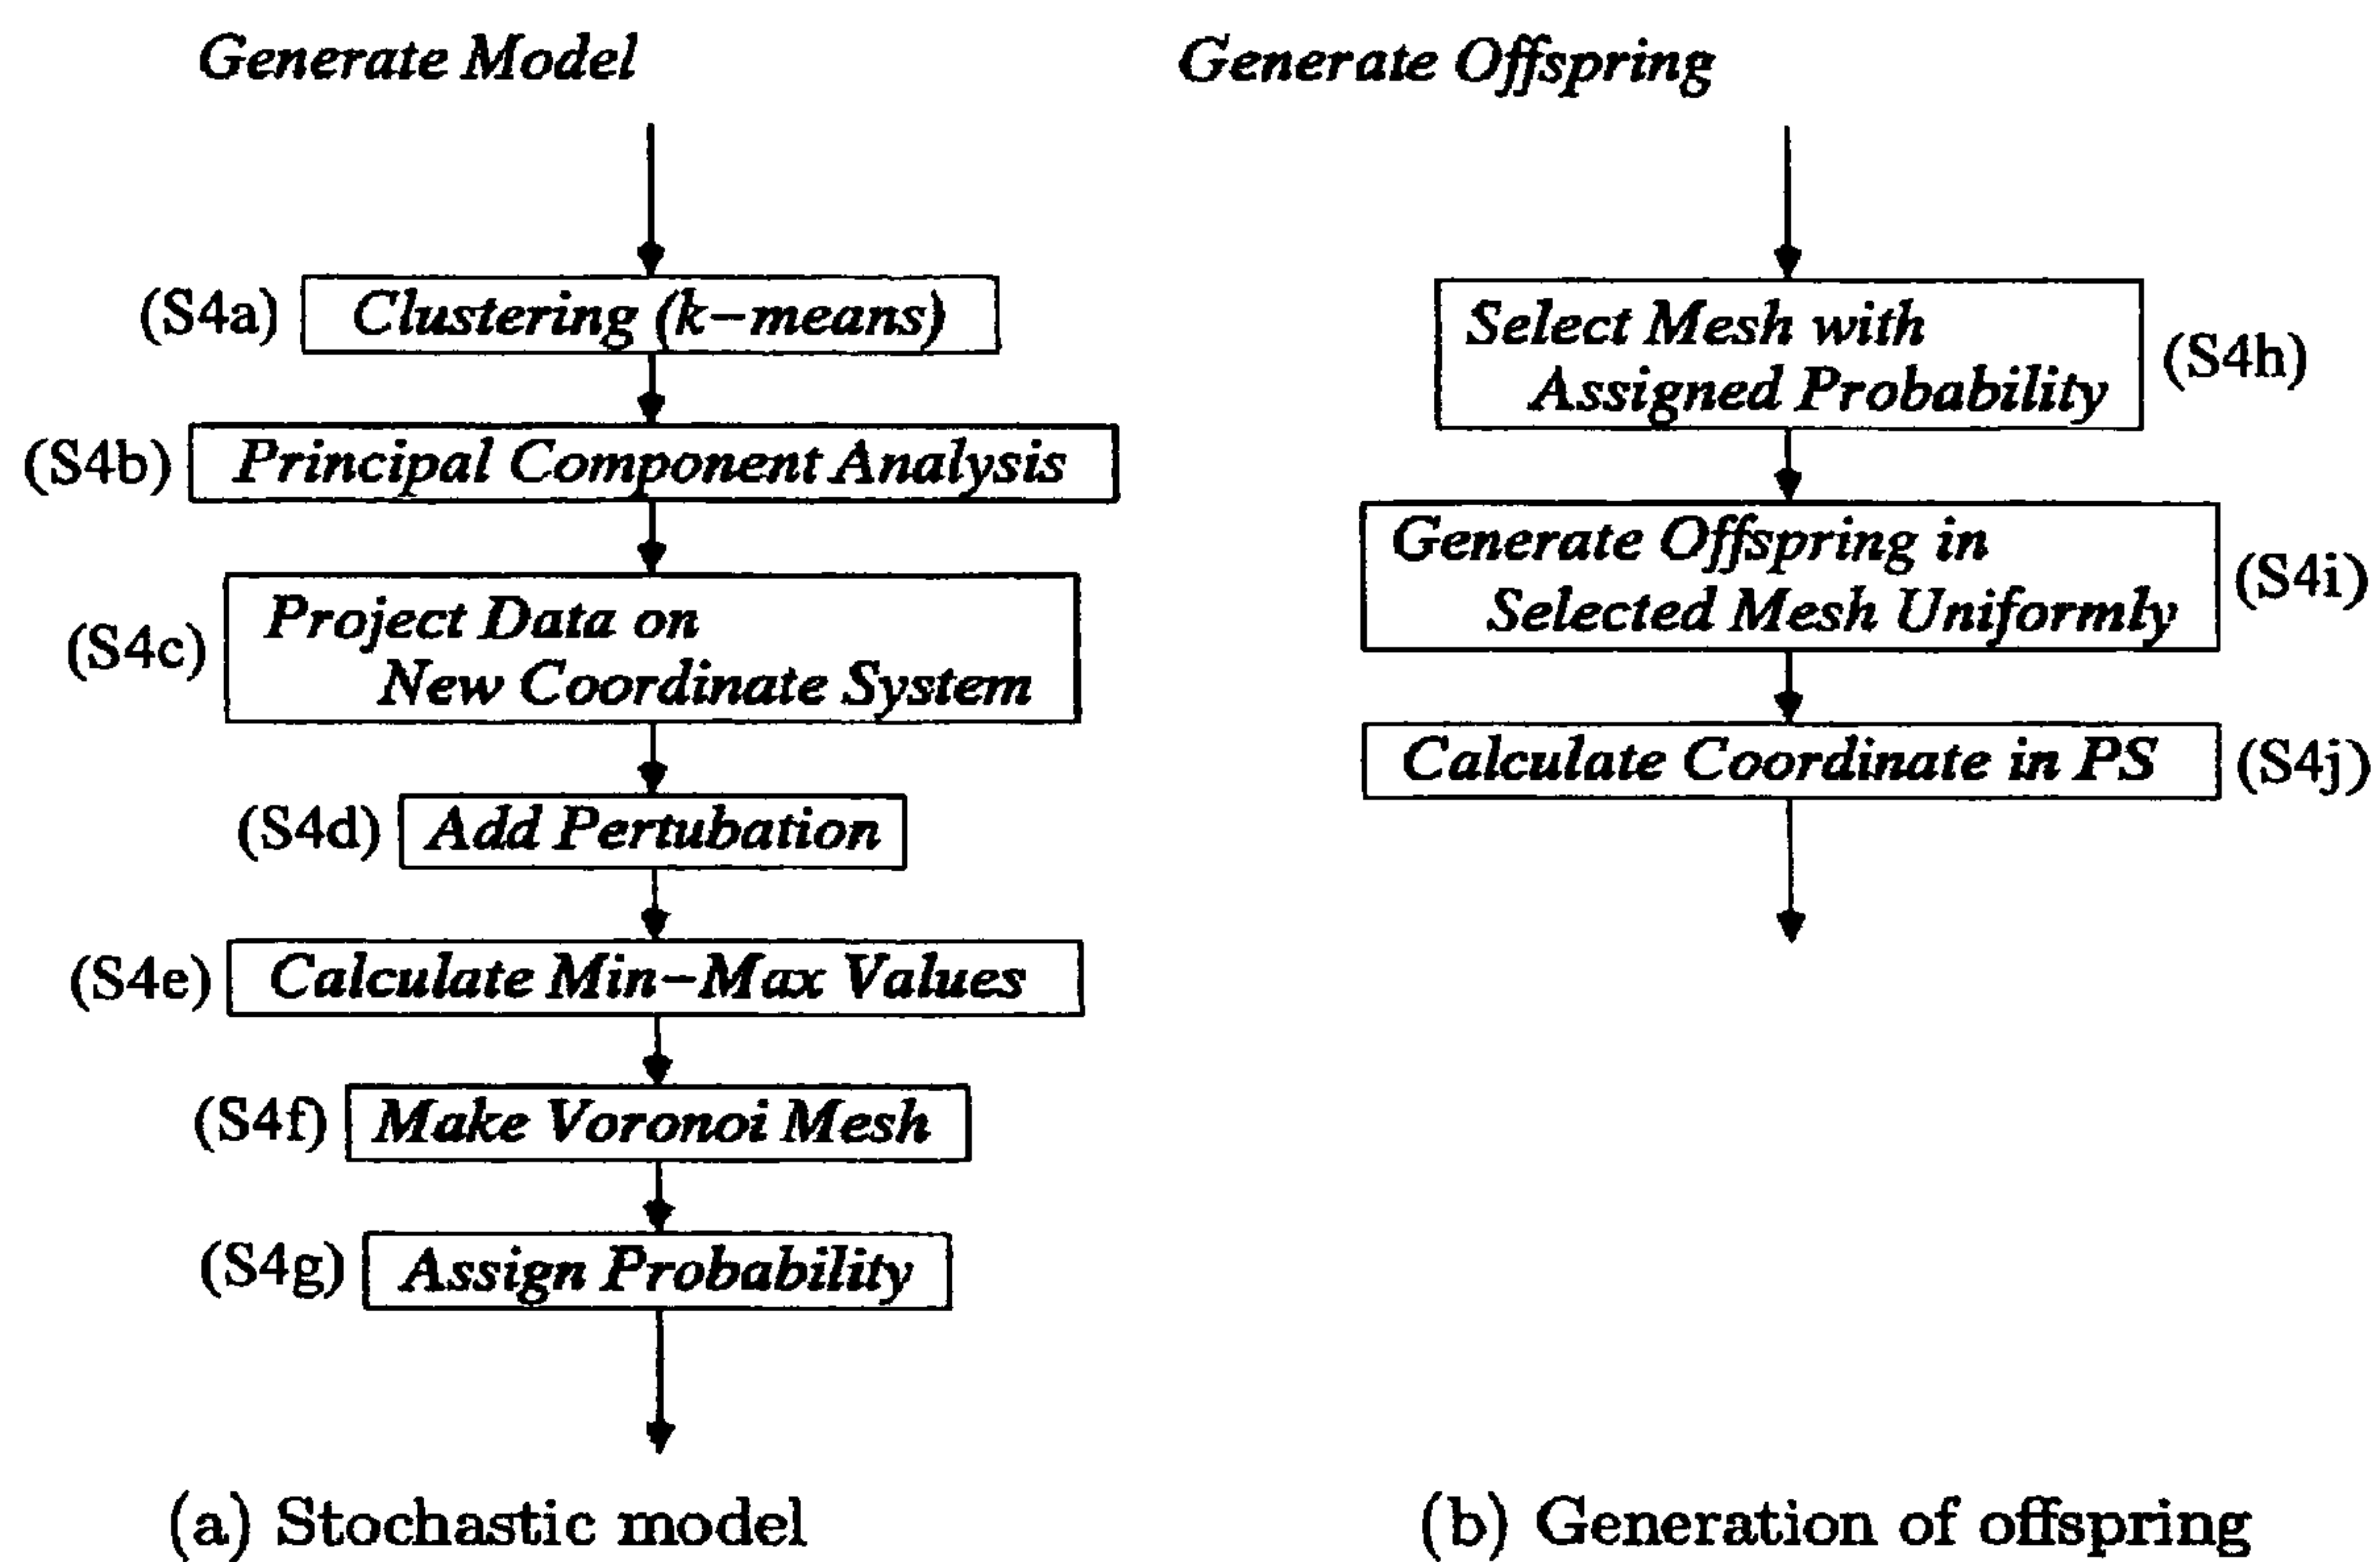 Generate Model
(S4a) Clustering (k-means)
(S4b) Principal Component Analysis
(S4c) Project Data on
New Coordinate System
(S4d) Add Pertubation
(S4e) Calculate Min-Max Values
(S4f) Make Voronoi Mesh
(S4g) Assign Probability
(a) Stochastic model
Generate Offspring
Select Mesh with
Assigned Probability (S4h)
Generate Offspring in
Selected Mesh Uniformly (S4i)
Calculate Coordinate in PS (S4j)
(b) Generation of offspring